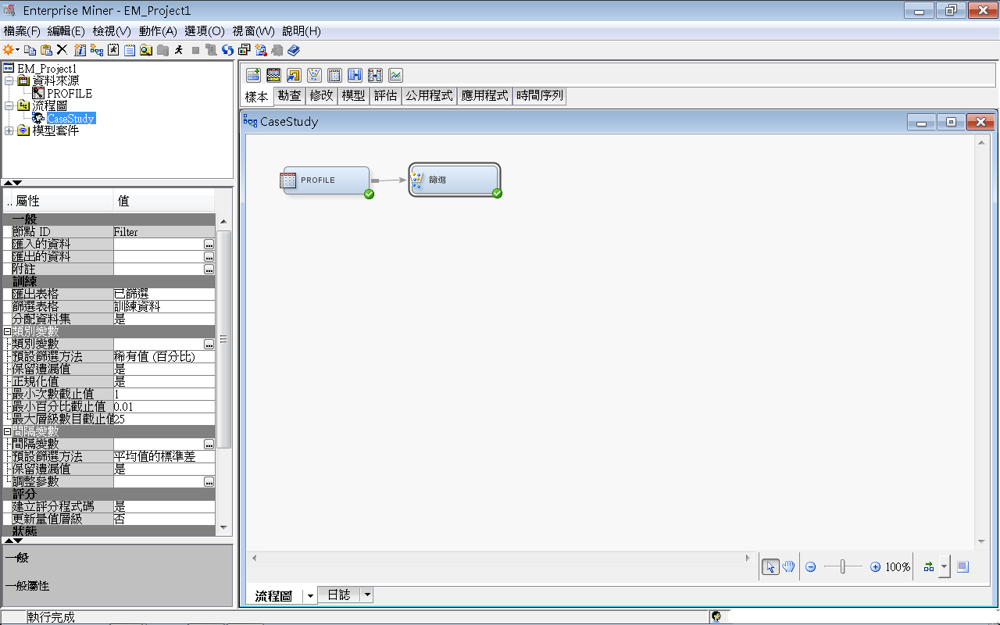 Enterprise Miner - EM_Project1
檔案(F) 編輯(E) 檢視(V) 動作(A) 選項(O) 視窗(W) 說明(H)
EM_Project1
資料來源
PROFILE
流程圖
CaseStudy
模型套件
.. 屬性 值
一般
節點 ID Filter
匯入的資料 ...
匯出的資料 ...
附註 ...
訓練
匯出表格 已篩選
篩選表格 訓練資料
分配資料集 是
類別變數
類別變數 ...
預設篩選方法 稀有值 (百分比)
保留遺漏值 是
正規化值 是
最小次數截止值 1
最小百分比截止值 0.01
最大層級數目截止值 25
間隔變數
間隔變數 ...
預設篩選方法 平均值的標準差
保留遺漏值 是
調整參數 ...
評分
建立評分程式碼 是
更新量值層級 否
狀態
一般
一般屬性
執行完成
樣本 勘查 修改 模型 評估 公用程式 應用程式 時間序列
CaseStudy
PROFILE
篩選
100%
流程圖 日誌